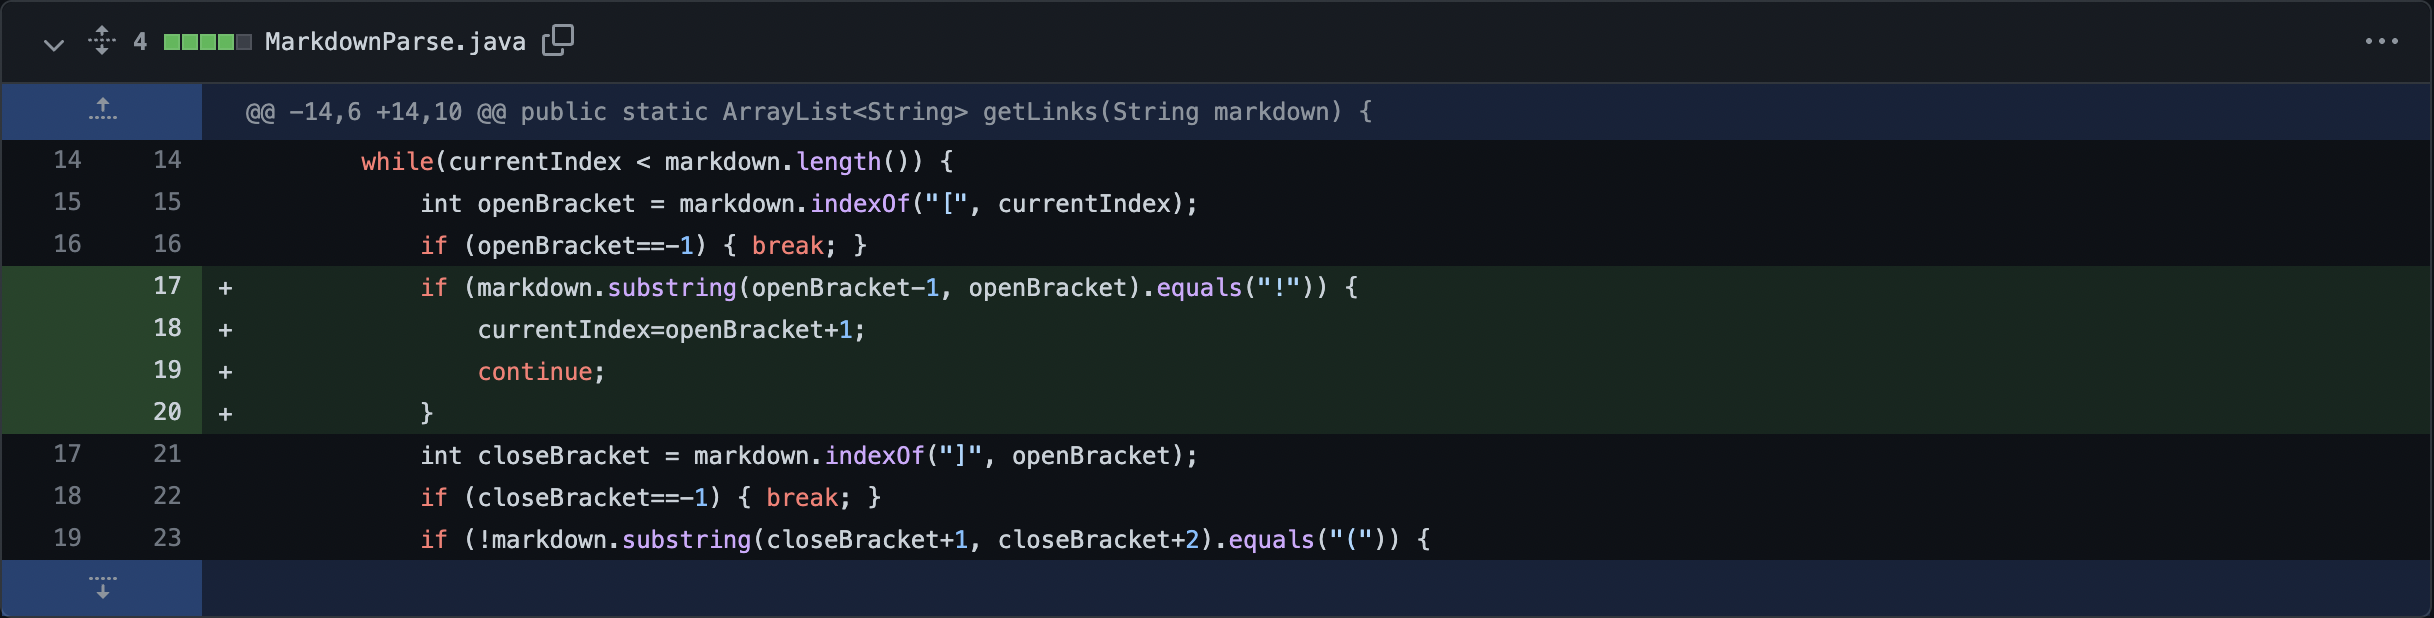 4 MarkdownParse.java
@@ -14,6 +14,10 @@ public static ArrayList<String> getLinks(String markdown) {
14 14 while(currentIndex < markdown.length()) {
15 15 int openBracket = markdown.indexOf("[", currentIndex);
16 16 if (openBracket==-1) { break; }
17 + if (markdown.substring(openBracket-1, openBracket).equals("!")) {
18 + currentIndex=openBracket+1;
19 + continue;
20 + }
17 21 int closeBracket = markdown.indexOf("]", openBracket);
18 22 if (closeBracket==-1) { break; }
19 23 if (!markdown.substring(closeBracket+1, closeBracket+2).equals("(")) {